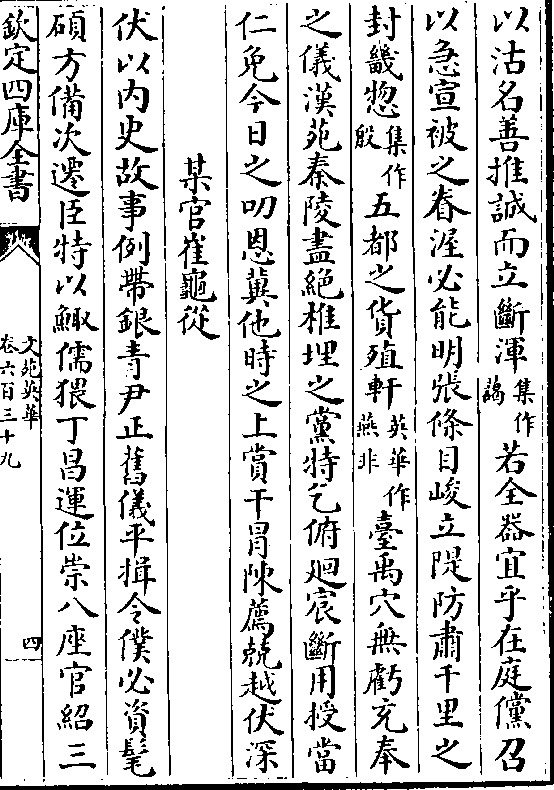 以沽名善推誠而立斷渾集作譪若全器宜乎在庭儻召
以急宣被之眷渥必能明張條目峻立隄防肅千里之
封畿惣集作殷五都之貨殖軒英華作燕非臺禹穴無虧充奉
之儀漢苑秦陵盡絶椎埋之黨特乞俯廻宸斷用授當
仁免今日之叨恩冀他時之上賞干冒陳薦兢越伏深
某官崔龜從
伏以内史故事例帶銀青尹正舊儀平揖令僕必資髦
碩方備次遷臣特以鯫儒猥丁昌運位崇八座官紹三
欽定四庫全書
文苑英華
卷六百三十九
四